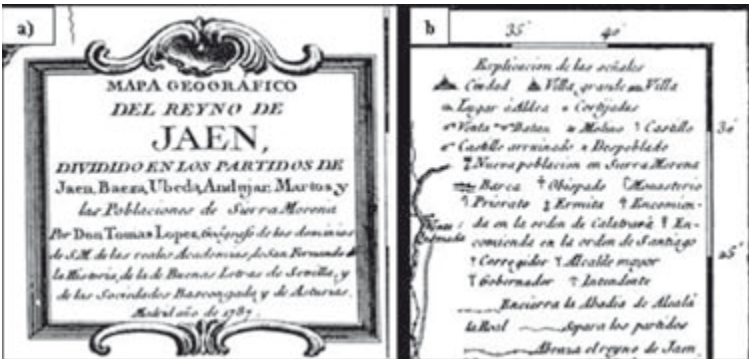 a)
MAPA GEOGRÁFICO
DEL REYNO DE
JAEN,
DIVIDIDO EN LOS PARTIDOS DE
Jaen, Baeza, Ubeda, Andujar, Martos, y
las Poblaciones de Sierra Morena
Por Don Tomas Lopez, Geógrafo de los dominios
de S.M. de las reales Academias, de San Fernando
la Historia, de la de Buenas Letras de Sevilla, y
de las Sociedades Bascongada, y de Asturias.
Madrid año de 1787.
b
35 40
Esplicacion de las señales
Ciudad Villa grande Villa
Lugar ó Aldea Cortijadas
Venta Batan Molino Castillo
Castillo arruinado Despoblado
30
Nueva poblacion en Sierra Morena
Barca Obispado Monasterio
Priorato Ermita Encomien-
da en la orden de Calatrava En-
comienda en la orden de Santiago
25
Corregidor Alcalde mayor
Gobernador Intendente
Encierra la Abadia de Alcalá
la Real separa los partidos
Abraza el reyno de Jaen